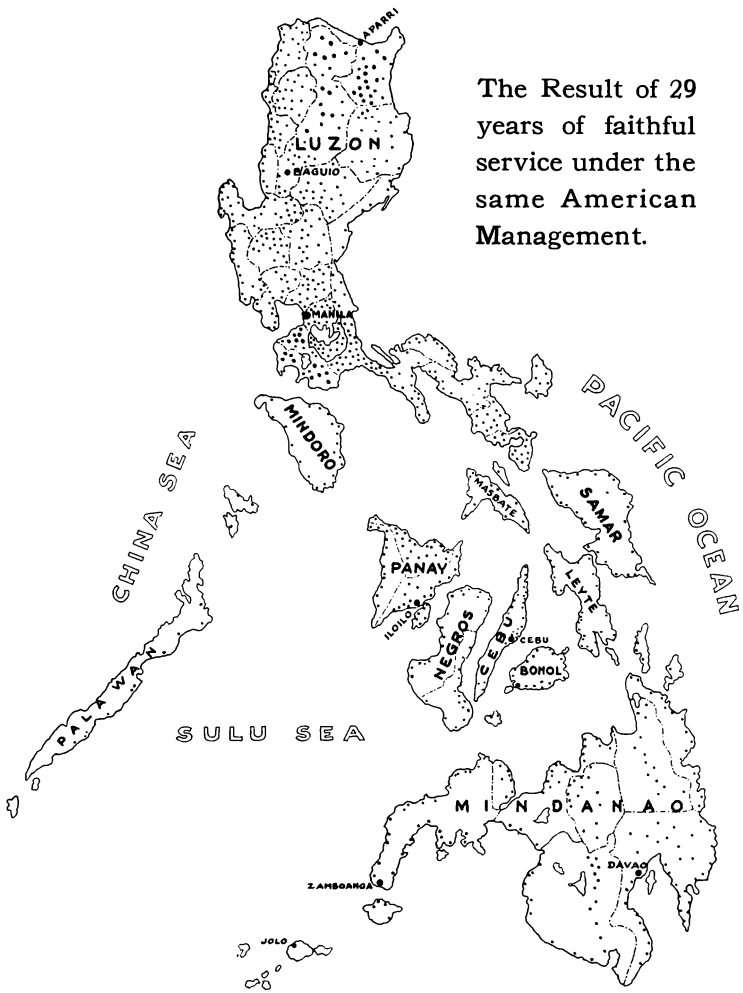 APARRI
The Result of 29
years of faithful
service under the
same American
Management.
LUZON
BAGUIO
MANILA
MINDORO
PACIFIC OCEAN
CHINA SEA
MASBATE
SAMAR
PANAY
LEYTE
ILOILO
NEGROS
CEBU
CEBU
BOHOL
PALAWAN
SULU SEA
MINDANAO
DAVAO
ZAMBOANGA
JOLO